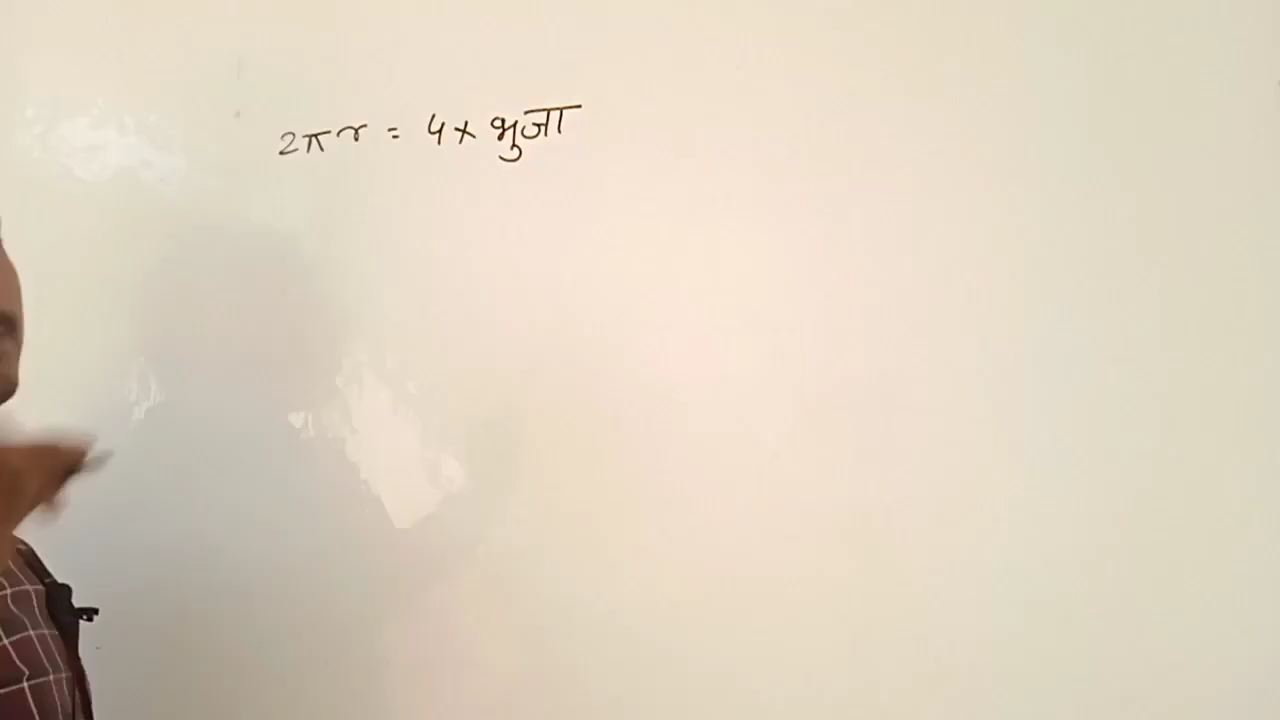 2πr = 4 × भुजा